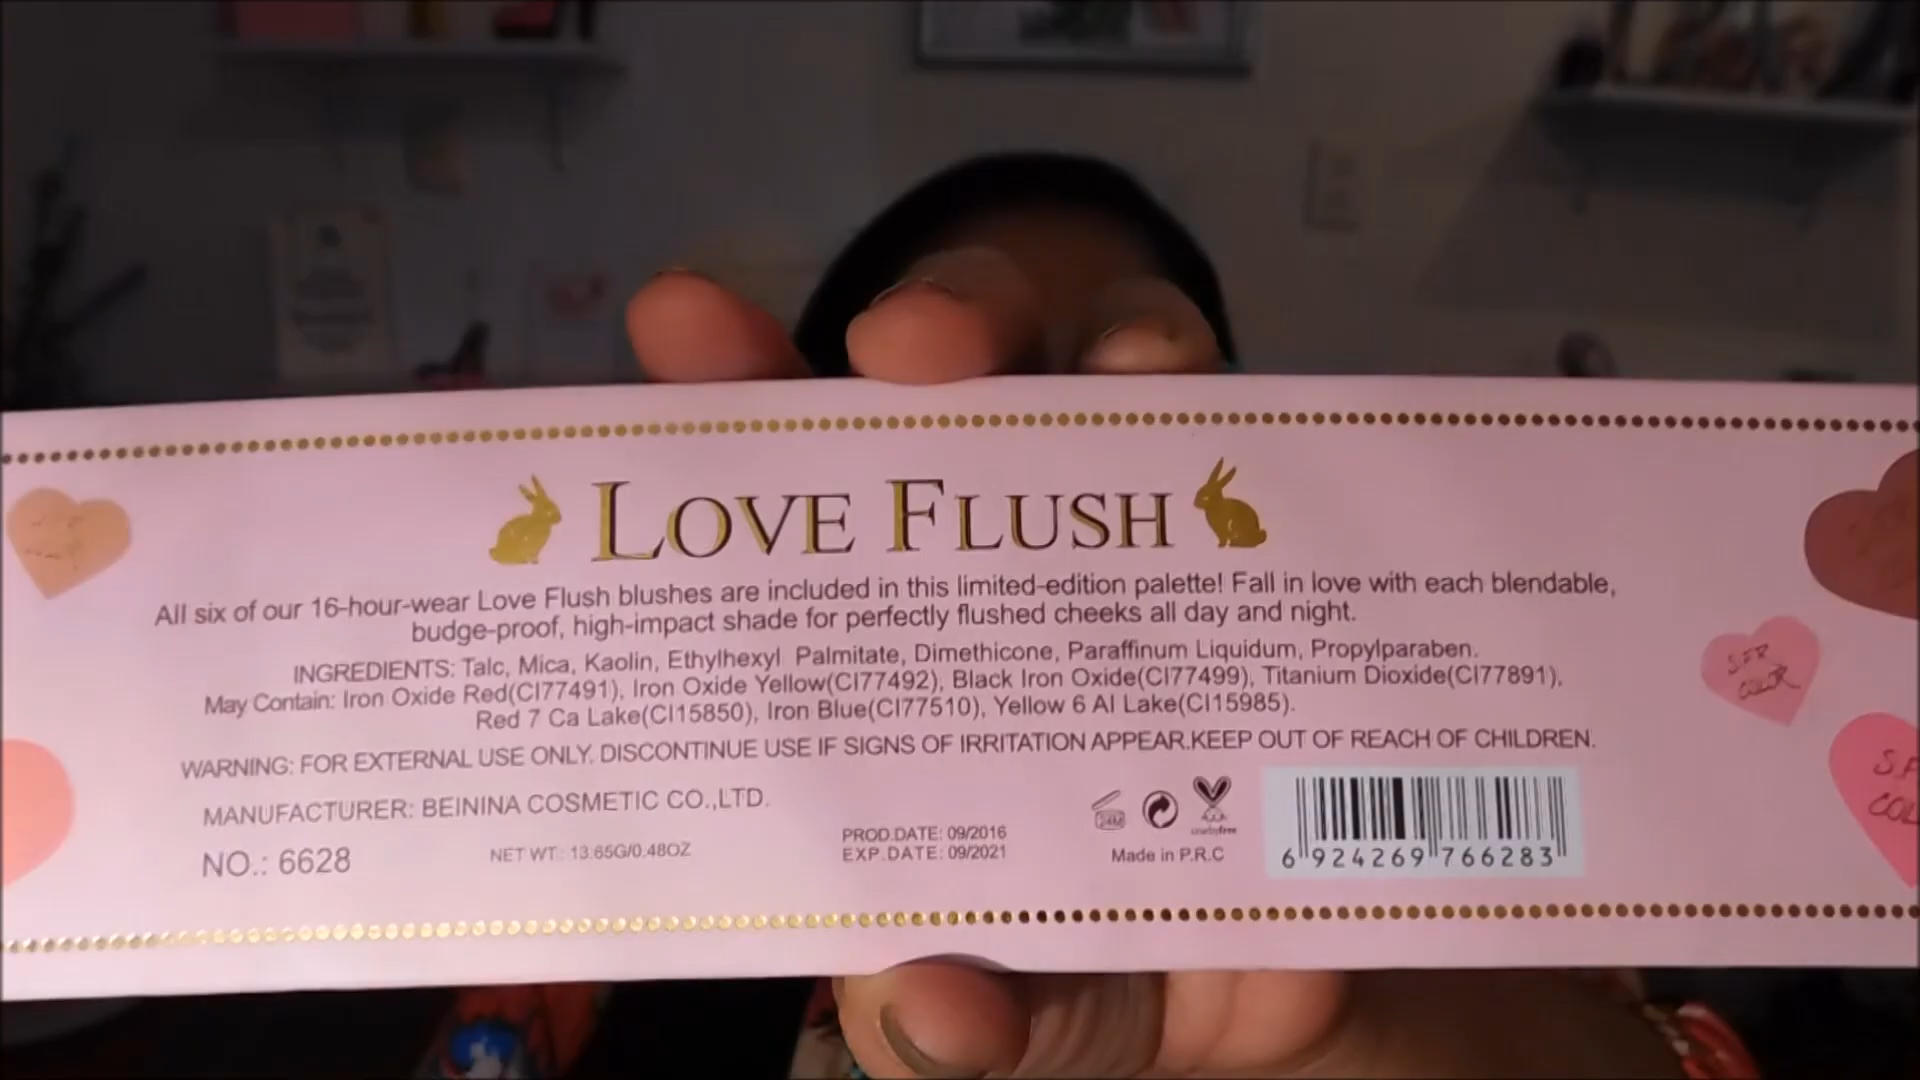 LOVE FLUSH
All six of our 16-hour-wear Love Flush blushes are included in this limited-edition palette! Fall in love with each blendable,
budge-proof, high-impact shade for perfectly flushed cheeks all day and night.
INGREDIENTS: Talc, Mica, Kaolin, Ethylhexyl Palmitate, Dimethicone, Paraffinum Liquidum, Propylparaben.
May Contain: Iron Oxide Red(CI77491), Iron Oxide Yellow(CI77492), Black Iron Oxide(CI77499), Titanium Dioxide(CI77891),
Red 7 Ca Lake(CI15850), Iron Blue(CI77510), Yellow 6 Al Lake(CI15985).
WARNING: FOR EXTERNAL USE ONLY. DISCONTINUE USE IF SIGNS OF IRRITATION APPEAR.KEEP OUT OF REACH OF CHILDREN.
MANUFACTURER: BEININA COSMETIC CO.,LTD.
NO.: 6628
NET WT.: 13.65G/0.48OZ
PROD.DATE: 09/2016
EXP.DATE: 09/2021
24M
crueltyfree
Made in P.R.C
6 924269 766283
S.F.R
COLOR